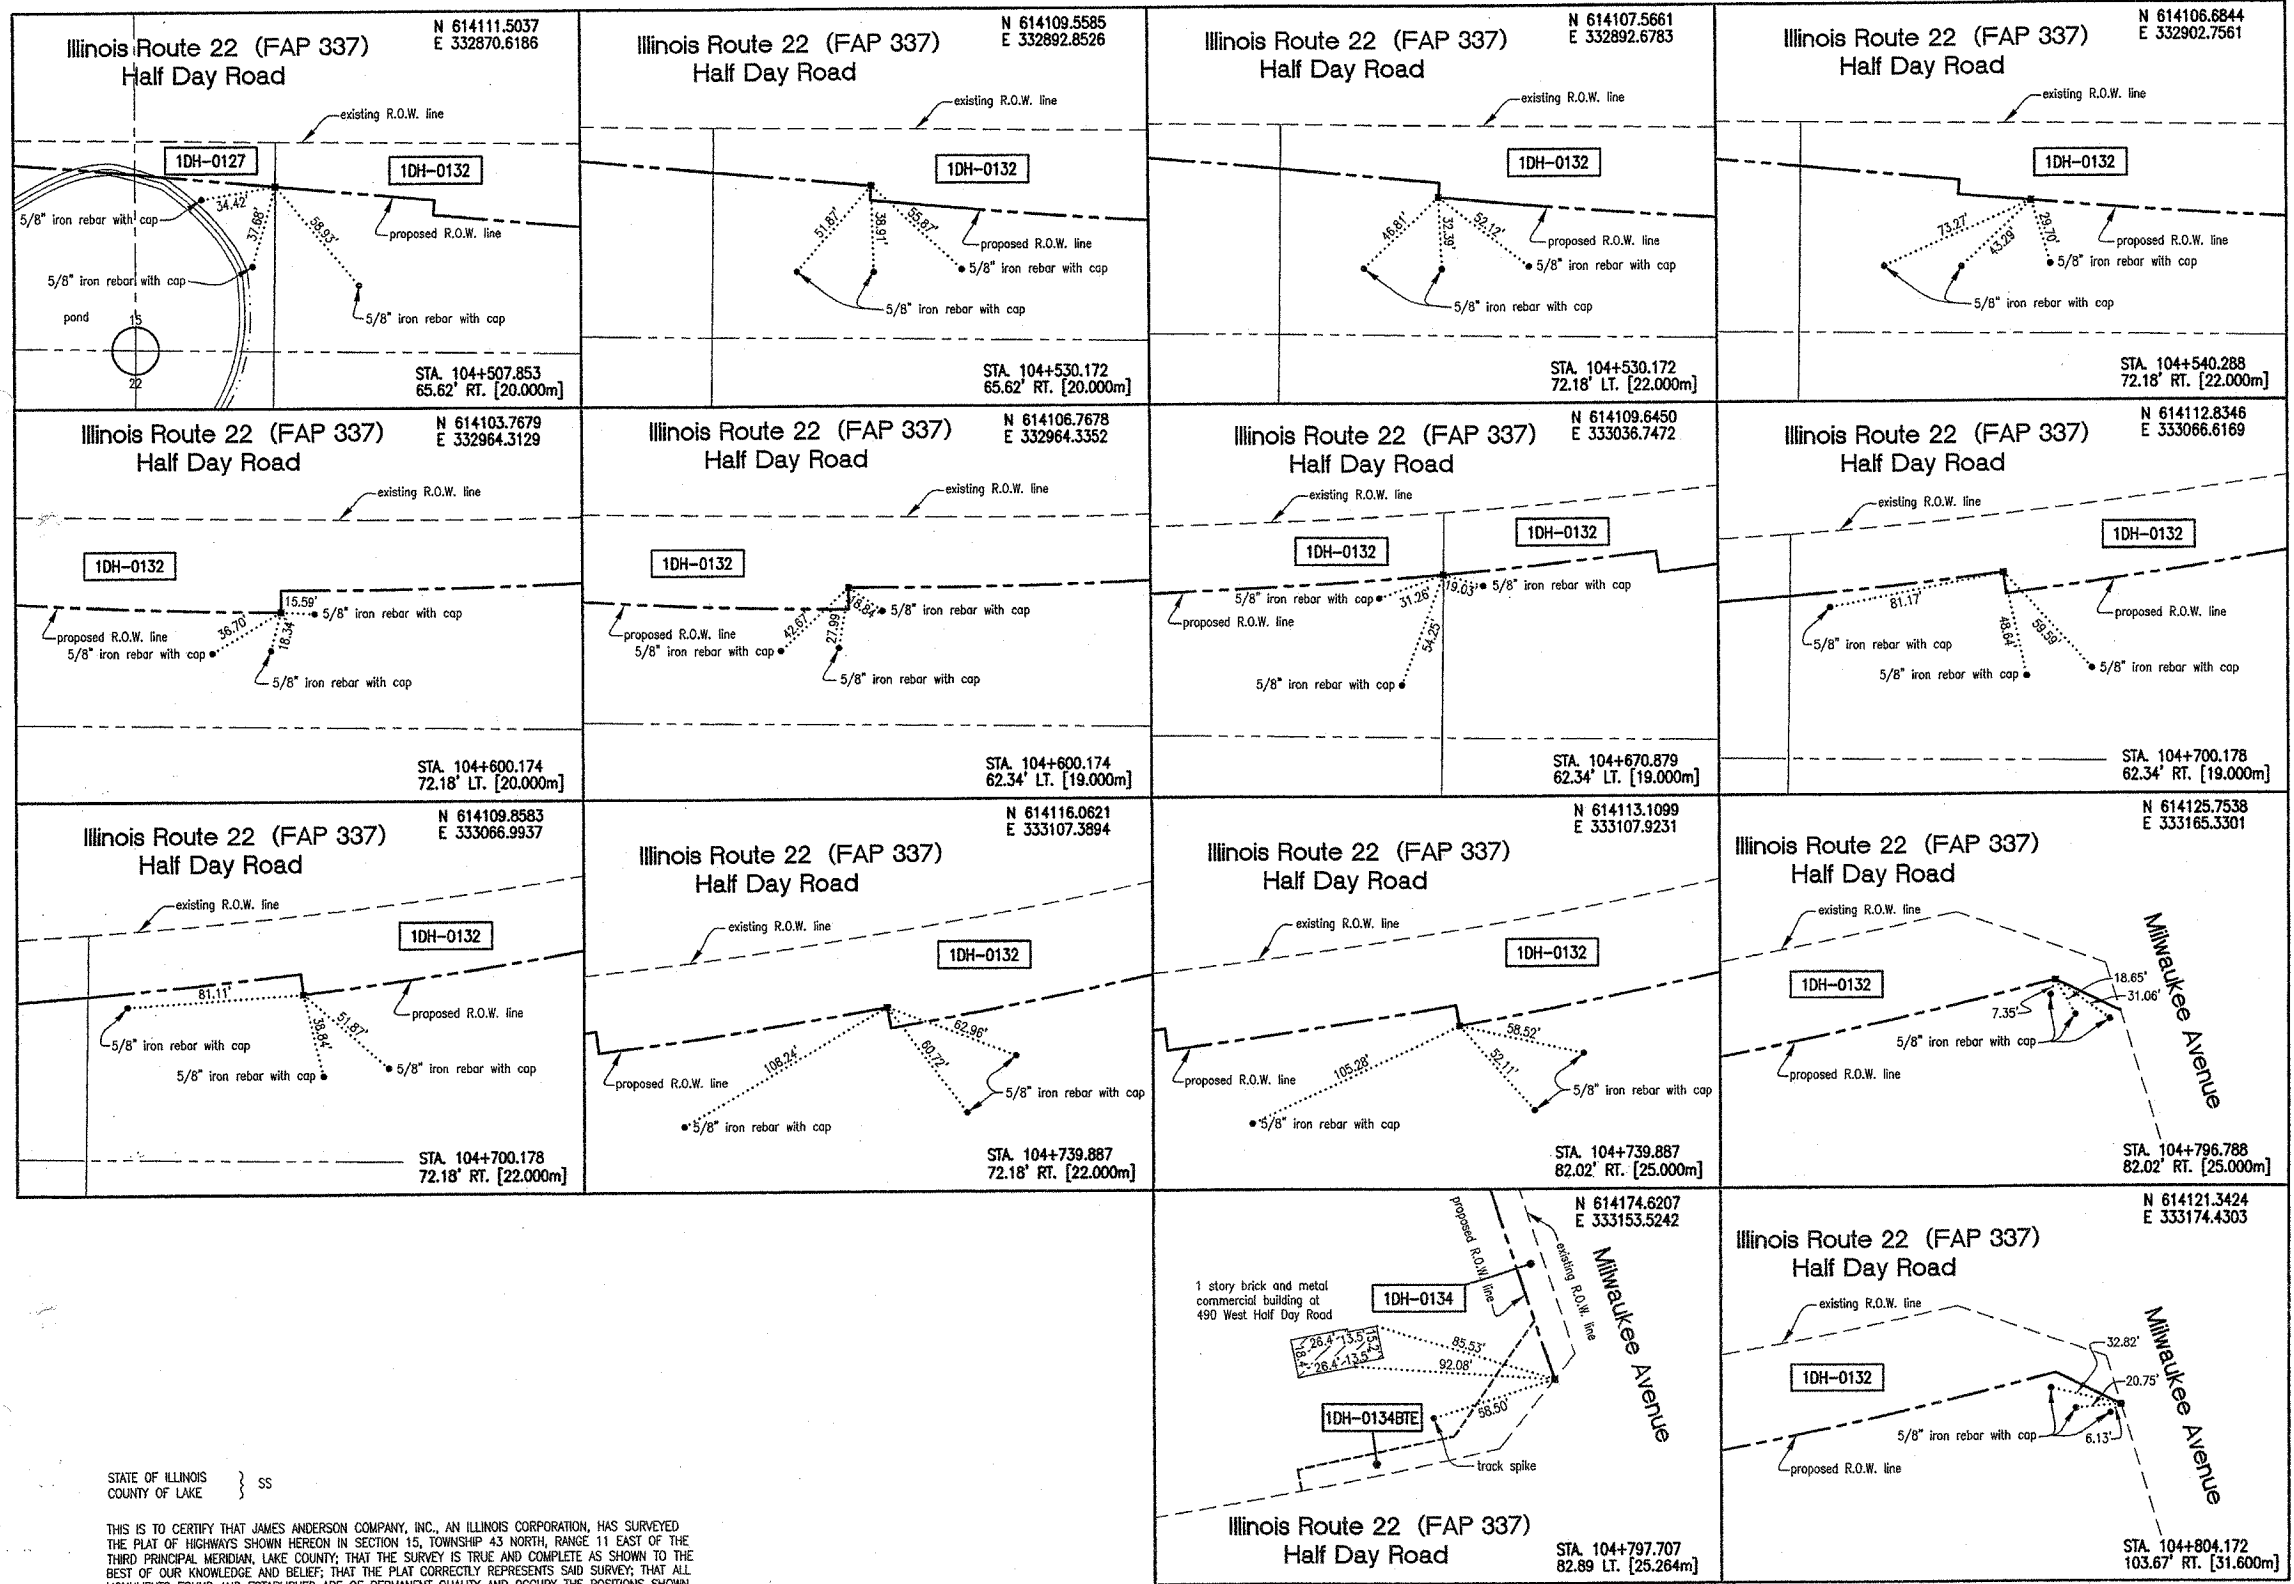 N 614111.5037
E 332870.6186
Illinois Route 22 (FAP 337)
Half Day Road
existing R.O.W. line
1DH-0127
1DH-0132
34.42'
37.68'
58.93'
5/8" iron rebar with cap
proposed R.O.W. line
5/8" iron rebar with cap
5/8" iron rebar with cap
pond
15
22
STA. 104+507.853
65.62' RT. [20.000m]
N 614109.5585
E 332892.8526
Illinois Route 22 (FAP 337)
Half Day Road
existing R.O.W. line
1DH-0132
51.87'
38.91'
55.87'
proposed R.O.W. line
5/8" iron rebar with cap
5/8" iron rebar with cap
STA. 104+530.172
65.62' RT. [20.000m]
N 614107.5661
E 332892.6783
Illinois Route 22 (FAP 337)
Half Day Road
existing R.O.W. line
1DH-0132
46.81'
32.39'
52.12'
proposed R.O.W. line
5/8" iron rebar with cap
5/8" iron rebar with cap
STA. 104+530.172
72.18' LT. [22.000m]
N 614106.6844
E 332902.7561
Illinois Route 22 (FAP 337)
Half Day Road
existing R.O.W. line
1DH-0132
73.27'
43.29'
29.70'
proposed R.O.W. line
5/8" iron rebar with cap
5/8" iron rebar with cap
STA. 104+540.288
72.18' RT. [22.000m]
N 614103.7679
E 332964.3129
Illinois Route 22 (FAP 337)
Half Day Road
existing R.O.W. line
1DH-0132
15.59'
5/8" iron rebar with cap
36.70'
18.34'
proposed R.O.W. line
5/8" iron rebar with cap
5/8" iron rebar with cap
STA. 104+600.174
72.18' LT. [20.000m]
N 614106.7678
E 332964.3352
Illinois Route 22 (FAP 337)
Half Day Road
existing R.O.W. line
1DH-0132
18.84'
5/8" iron rebar with cap
42.67'
27.99'
proposed R.O.W. line
5/8" iron rebar with cap
5/8" iron rebar with cap
STA. 104+600.174
62.34' LT. [19.000m]
N 614109.6450
E 333036.7472
Illinois Route 22 (FAP 337)
Half Day Road
existing R.O.W. line
1DH-0132
1DH-0132
19.03'
5/8" iron rebar with cap
5/8" iron rebar with cap
31.26'
proposed R.O.W. line
54.25'
5/8" iron rebar with cap
STA. 104+670.879
62.34' LT. [19.000m]
N 614112.8346
E 333066.6169
Illinois Route 22 (FAP 337)
Half Day Road
existing R.O.W. line
1DH-0132
81.17'
48.64'
59.59'
proposed R.O.W. line
5/8" iron rebar with cap
5/8" iron rebar with cap
5/8" iron rebar with cap
STA. 104+700.178
62.34' RT. [19.000m]
N 614109.8583
E 333066.9937
Illinois Route 22 (FAP 337)
Half Day Road
existing R.O.W. line
1DH-0132
81.11'
38.84'
51.87'
proposed R.O.W. line
5/8" iron rebar with cap
5/8" iron rebar with cap
5/8" iron rebar with cap
STA. 104+700.178
72.18' RT. [22.000m]
N 614116.0621
E 333107.3894
Illinois Route 22 (FAP 337)
Half Day Road
existing R.O.W. line
1DH-0132
62.96'
60.72'
108.24'
proposed R.O.W. line
5/8" iron rebar with cap
5/8" iron rebar with cap
STA. 104+739.887
72.18' RT. [22.000m]
N 614113.1099
E 333107.9231
Illinois Route 22 (FAP 337)
Half Day Road
existing R.O.W. line
1DH-0132
58.52'
52.11'
105.28'
proposed R.O.W. line
5/8" iron rebar with cap
5/8" iron rebar with cap
STA. 104+739.887
82.02' RT. [25.000m]
N 614125.7538
E 333165.3301
Illinois Route 22 (FAP 337)
Half Day Road
existing R.O.W. line
Milwaukee Avenue
1DH-0132
18.65'
31.06'
7.35'
5/8" iron rebar with cap
proposed R.O.W. line
STA. 104+796.788
82.02' RT. [25.000m]
N 614174.6207
E 333153.5242
proposed R.O.W. line
existing R.O.W. line
Milwaukee Avenue
1 story brick and metal
commercial building at
490 West Half Day Road
1DH-0134
26.4' 13.5' 15.2'
18.4' 26.4' 13.5'
85.53'
92.08'
58.50'
1DH-0134BTE
track spike
Illinois Route 22 (FAP 337)
Half Day Road
STA. 104+797.707
82.89 LT. [25.264m]
N 614121.3424
E 333174.4303
Illinois Route 22 (FAP 337)
Half Day Road
existing R.O.W. line
Milwaukee Avenue
32.82'
1DH-0132
20.75'
5/8" iron rebar with cap
6.13'
proposed R.O.W. line
STA. 104+804.172
103.67' RT. [31.600m]
STATE OF ILLINOIS } SS
COUNTY OF LAKE
THIS IS TO CERTIFY THAT JAMES ANDERSON COMPANY, INC., AN ILLINOIS CORPORATION, HAS SURVEYED
THE PLAT OF HIGHWAYS SHOWN HEREON IN SECTION 15, TOWNSHIP 43 NORTH, RANGE 11 EAST OF THE
THIRD PRINCIPAL MERIDIAN, LAKE COUNTY; THAT THE SURVEY IS TRUE AND COMPLETE AS SHOWN TO THE
BEST OF OUR KNOWLEDGE AND BELIEF; THAT THE PLAT CORRECTLY REPRESENTS SAID SURVEY; THAT ALL